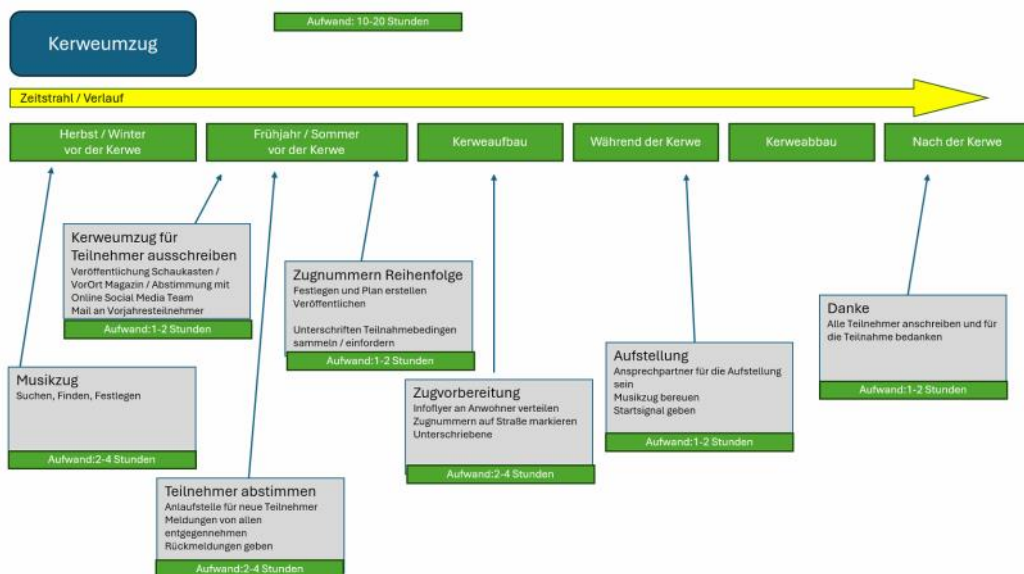 Kerweumzug
Aufwand: 10-20 Stunden
Zeitstrahl / Verlauf
Herbst / Winter
vor der Kerwe
Frühjahr / Sommer
vor der Kerwe
Kerweaufbau
Während der Kerwe
Kerweabbau
Nach der Kerwe
Kerweumzug für
Teilnehmer ausschreiben
Veröffentlichung Schaukasten /
VorOrt Magazin / Abstimmung mit
Online Social Media Team
Mail an Vorjahresteilnehmer
Aufwand:1-2 Stunden
Zugnummern Reihenfolge
Festlegen und Plan erstellen
Veröffentlichen
Unterschriften Teilnahmebedingen
sammeln / einfordern
Aufwand:1-2 Stunden
Danke
Alle Teilnehmer anschreiben und für
die Teilnahme bedanken
Aufwand:1-2 Stunden
Aufstellung
Ansprechpartner für die Aufstellung
sein
Musikzug bereuen
Startsignal geben
Aufwand:1-2 Stunden
Musikzug
Suchen, Finden, Festlegen
Aufwand:2-4 Stunden
Zugvorbereitung
Infoflyer an Anwohner verteilen
Zugnummern auf Straße markieren
Unterschriebene
Aufwand:2-4 Stunden
Teilnehmer abstimmen
Anlaufstelle für neue Teilnehmer
Meldungen von allen
entgegennehmen
Rückmeldungen geben
Aufwand:2-4 Stunden